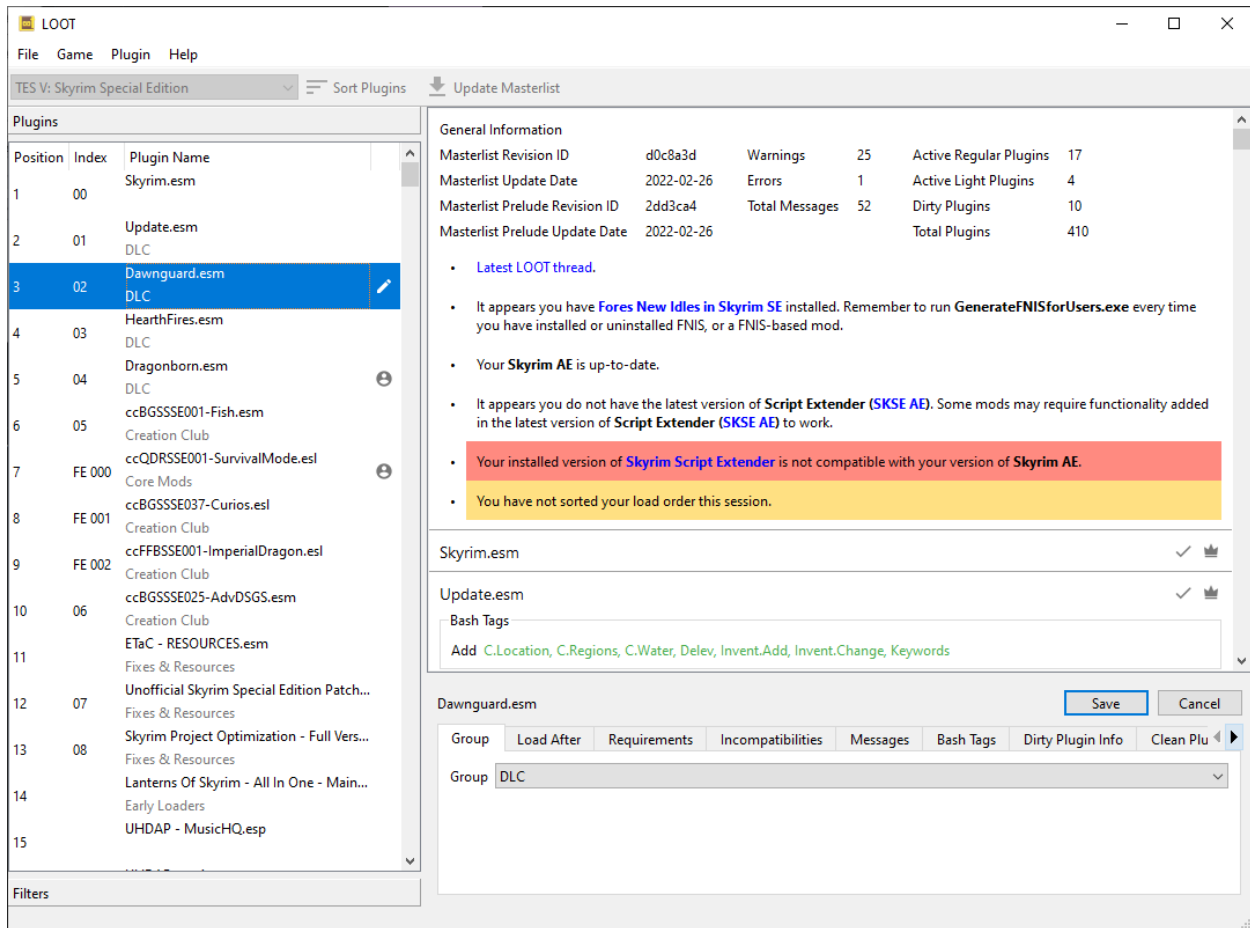 LOOT
File Game Plugin Help
TES V: Skyrim Special Edition Sort Plugins Update Masterlist
Plugins
Position Index Plugin Name
1 00 Skyrim.esm
2 01 Update.esm
DLC
3 02 Dawnguard.esm
DLC
4 03 HearthFires.esm
DLC
5 04 Dragonborn.esm
DLC
6 05 ccBGSSSE001-Fish.esm
Creation Club
7 FE 000 ccQDRSSE001-SurvivalMode.esl
Core Mods
8 FE 001 ccBGSSSE037-Curios.esl
Creation Club
9 FE 002 ccFFBSSE001-ImperialDragon.esl
Creation Club
10 06 ccBGSSSE025-AdvDSGS.esm
Creation Club
11 ETaC - RESOURCES.esm
Fixes & Resources
12 07 Unofficial Skyrim Special Edition Patch...
Fixes & Resources
13 08 Skyrim Project Optimization - Full Vers...
Fixes & Resources
14 Lanterns Of Skyrim - All In One - Main...
Early Loaders
15 UHDAP - MusicHQ.esp
Filters
General Information
Masterlist Revision ID d0c8a3d Warnings 25 Active Regular Plugins 17
Masterlist Update Date 2022-02-26 Errors 1 Active Light Plugins 4
Masterlist Prelude Revision ID 2dd3ca4 Total Messages 52 Dirty Plugins 10
Masterlist Prelude Update Date 2022-02-26 Total Plugins 410
• Latest LOOT thread.
• It appears you have Fores New Idles in Skyrim SE installed. Remember to run GenerateFNISforUsers.exe every time
you have installed or uninstalled FNIS, or a FNIS-based mod.
• Your Skyrim AE is up-to-date.
• It appears you do not have the latest version of Script Extender (SKSE AE). Some mods may require functionality added
in the latest version of Script Extender (SKSE AE) to work.
• Your installed version of Skyrim Script Extender is not compatible with your version of Skyrim AE.
• You have not sorted your load order this session.
Skyrim.esm
Update.esm
Bash Tags
Add C.Location, C.Regions, C.Water, Delev, Invent.Add, Invent.Change, Keywords
Dawnguard.esm Save Cancel
Group Load After Requirements Incompatibilities Messages Bash Tags Dirty Plugin Info Clean Plu
Group DLC